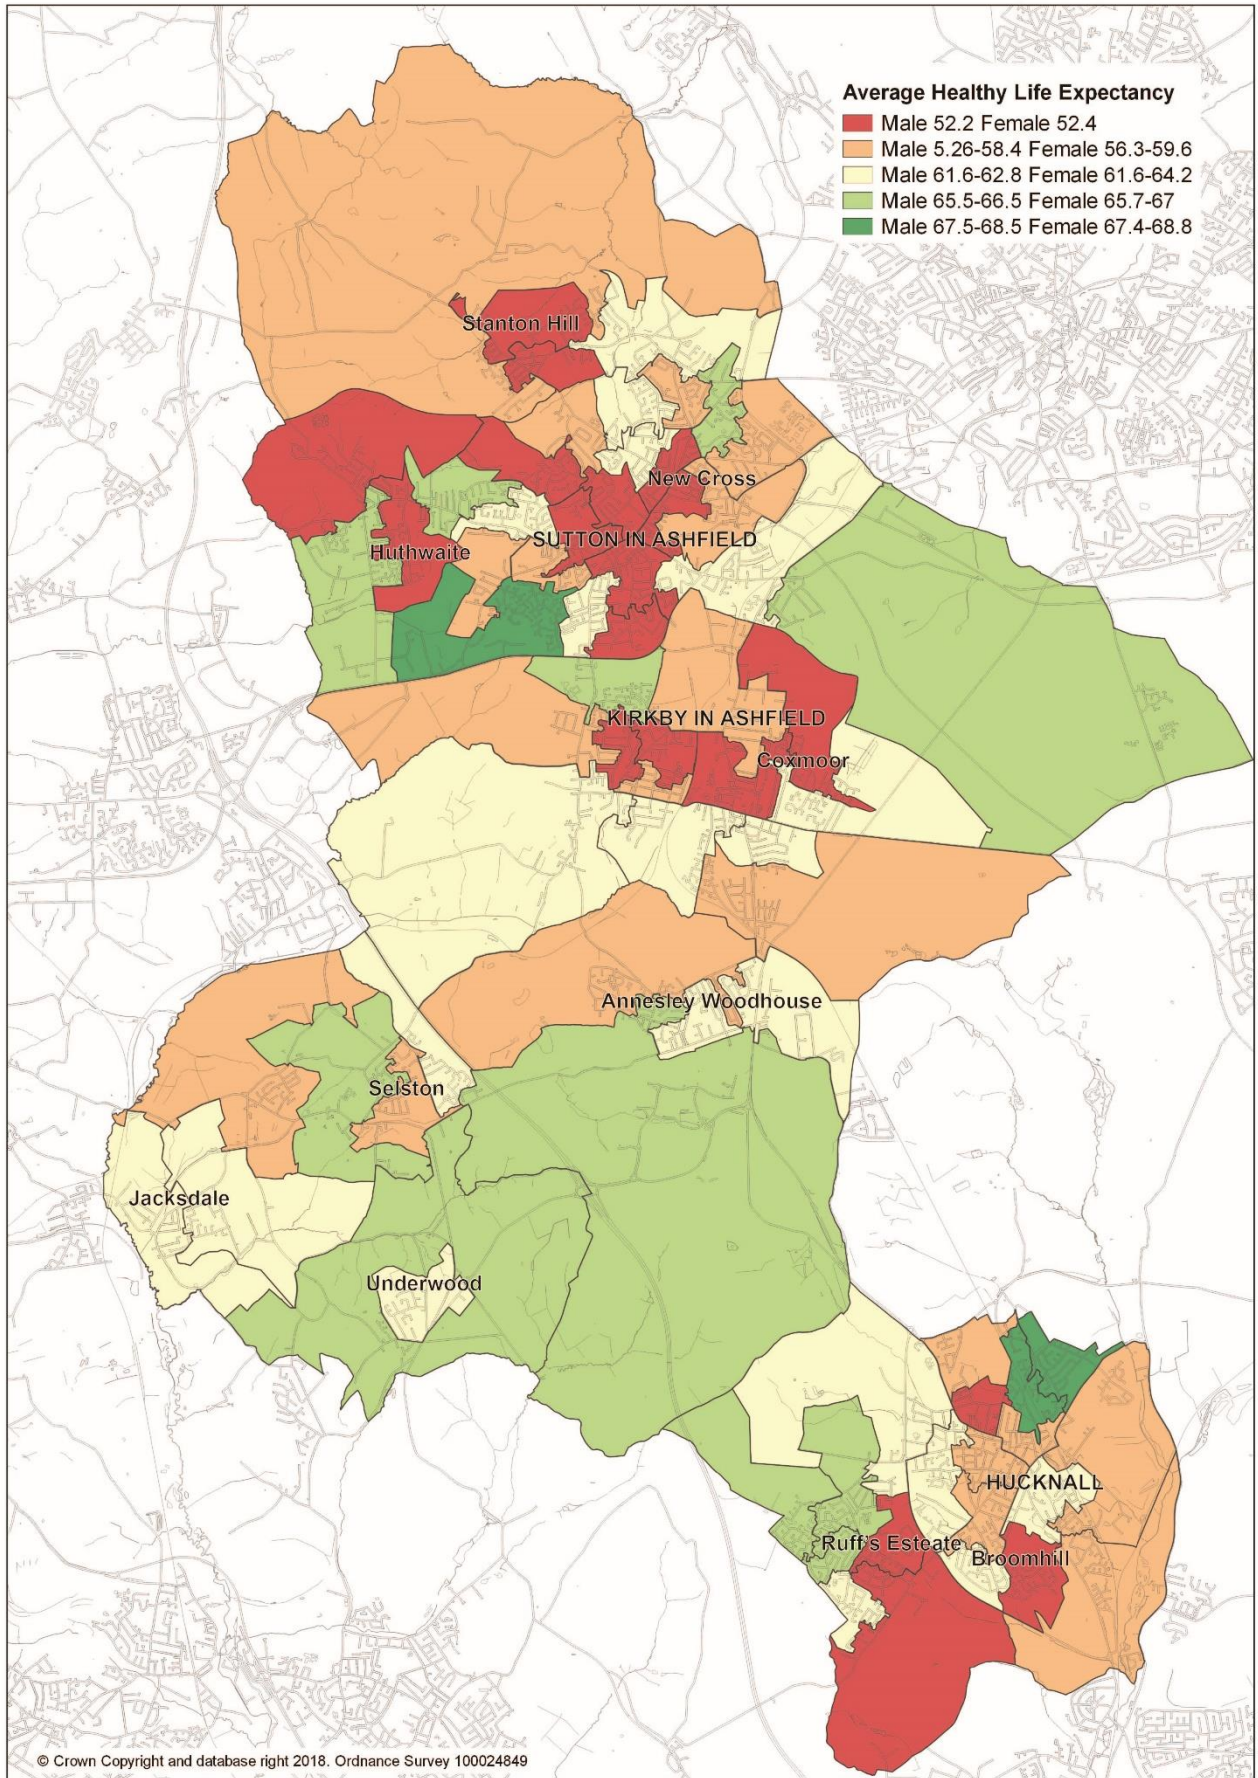 Average Healthy Life Expectancy
Male 52.2 Female 52.4
Male 5.26-58.4 Female 56.3-59.6
Male 61.6-62.8 Female 61.6-64.2
Male 65.5-66.5 Female 65.7-67
Male 67.5-68.5 Female 67.4-68.8
Stanton Hill
New Cross
SUTTON IN ASHFIELD
Huthwaite
KIRKBY IN ASHFIELD
Coxmoor
Annesley Woodhouse
Selston
Jacksdale
Underwood
HUCKNALL
Ruff's Esteate
Broomhill
© Crown Copyright and database right 2018. Ordnance Survey 100024849